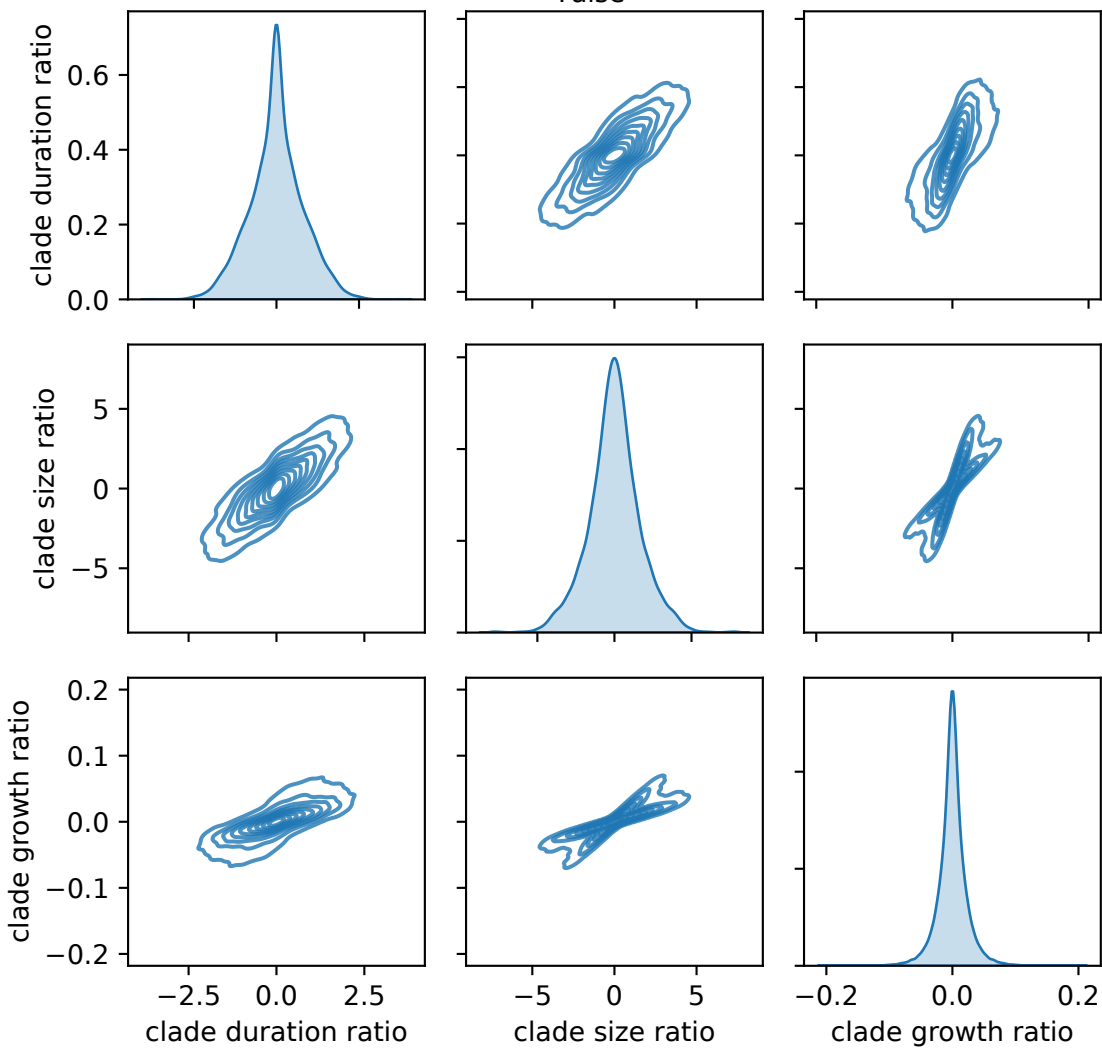 clade duration ratio
0.6
0.4
0.2
0.0
clade size ratio
5
0
−5
clade growth ratio
0.2
0.1
0.0
−0.1
−0.2
−2.5 0.0 2.5
−5 0 5
−0.2 0.0 0.2
clade duration ratio
clade size ratio
clade growth ratio